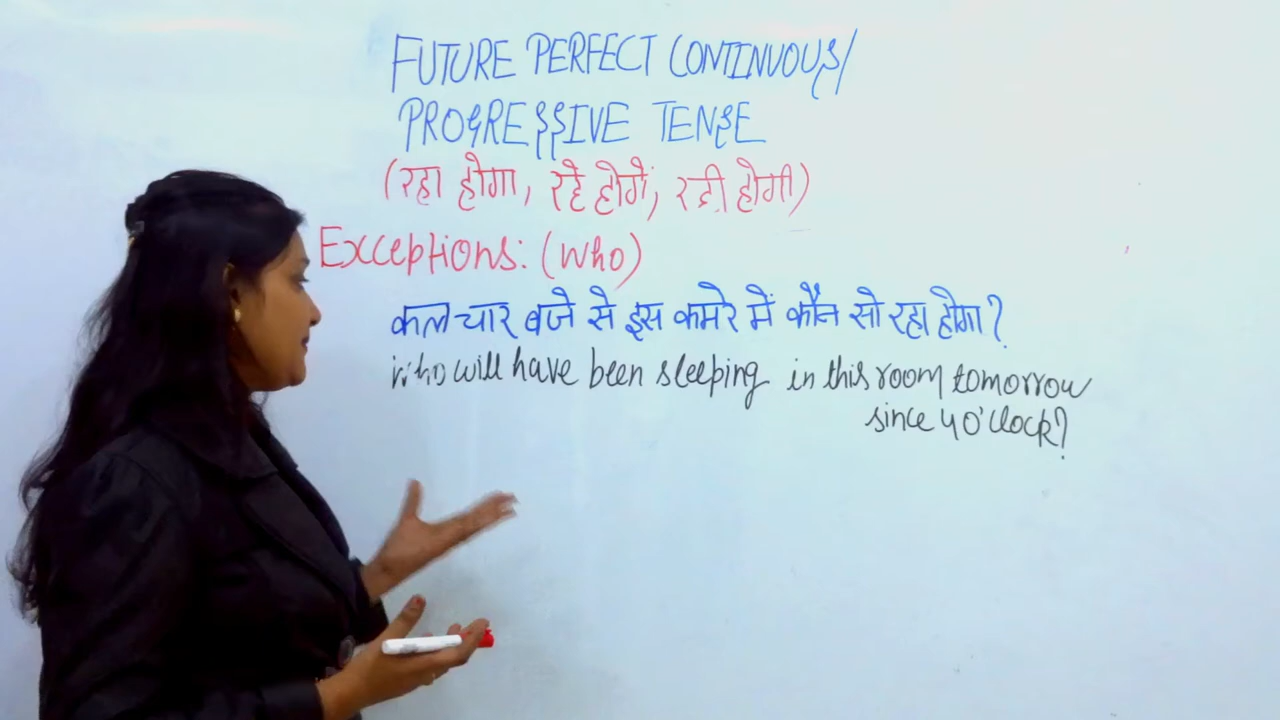 FUTURE PERFECT CONTINUOUS/
PROGRESSIVE TENSE
(रहा होगा, रहे होगें, रही होगी)
Exceptions: (who)
कल चार बजे से इस कमरे में कौन सो रहा होगा?
Who will have been sleeping in this room tomorrow
since 4 O'clock?